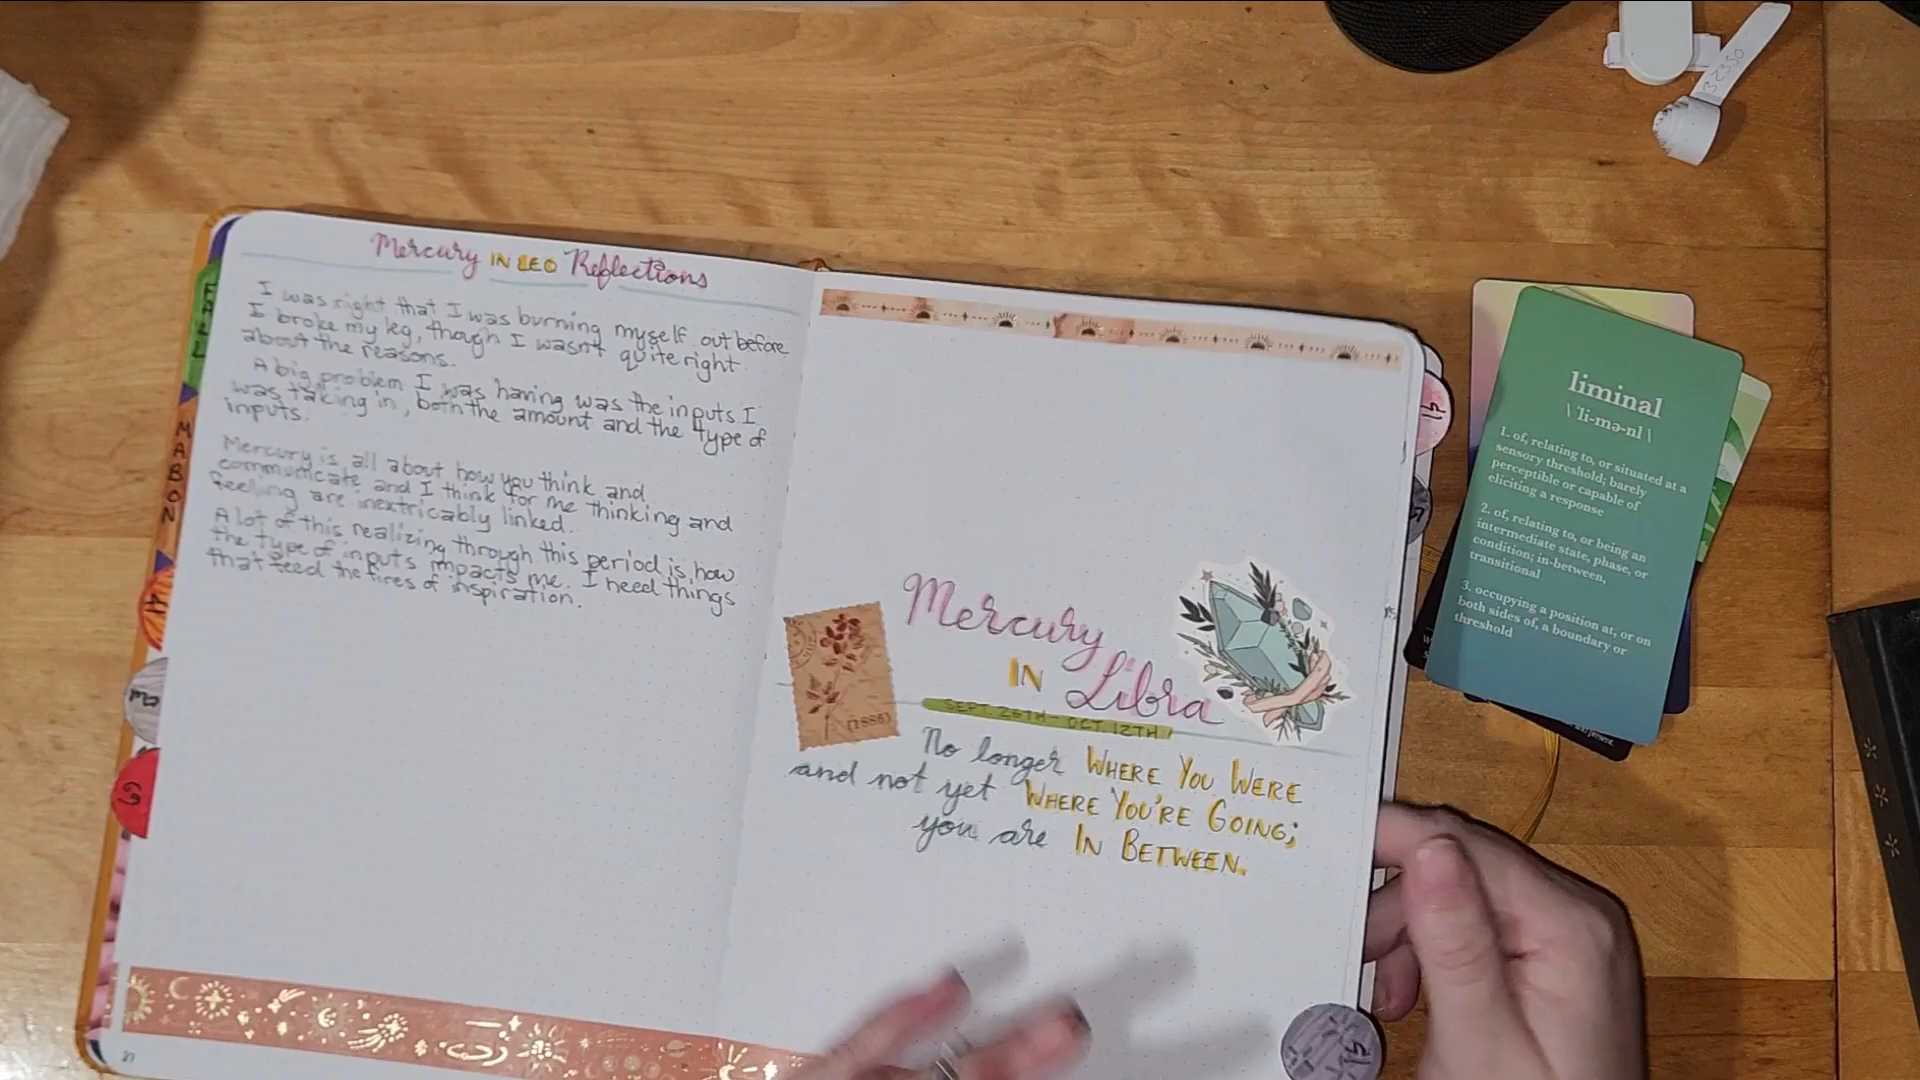 Mercury IN LEO Reflections
I was right that I was burning myself out before
I broke my leg, though I wasn't quite right
about the reasons.
A big problem I was having was the inputs I
was taking in, both the amount and the type of
inputs.
Mercury is all about how you think and
communicate and I think for me thinking and
feeling are inextricably linked.
A lot of this realizing through this period is how
the type of inputs impacts me. I need things
that feed the fires of inspiration.
FALL
MABON
Mercury
IN Libra
SEPT. 26TH - OCT. 12TH
(1886)
No longer WHERE YOU WERE
and not yet WHERE YOU'RE GOING;
you are IN BETWEEN.
liminal
\ 'li-mə-nl \
1. of, relating to, or situated at a
sensory threshold; barely
perceptible or capable of
eliciting a response
2. of, relating to, or being an
intermediate state, phase, or
condition; in-between,
transitional
3. occupying a position at, or on
both sides of, a boundary or
threshold